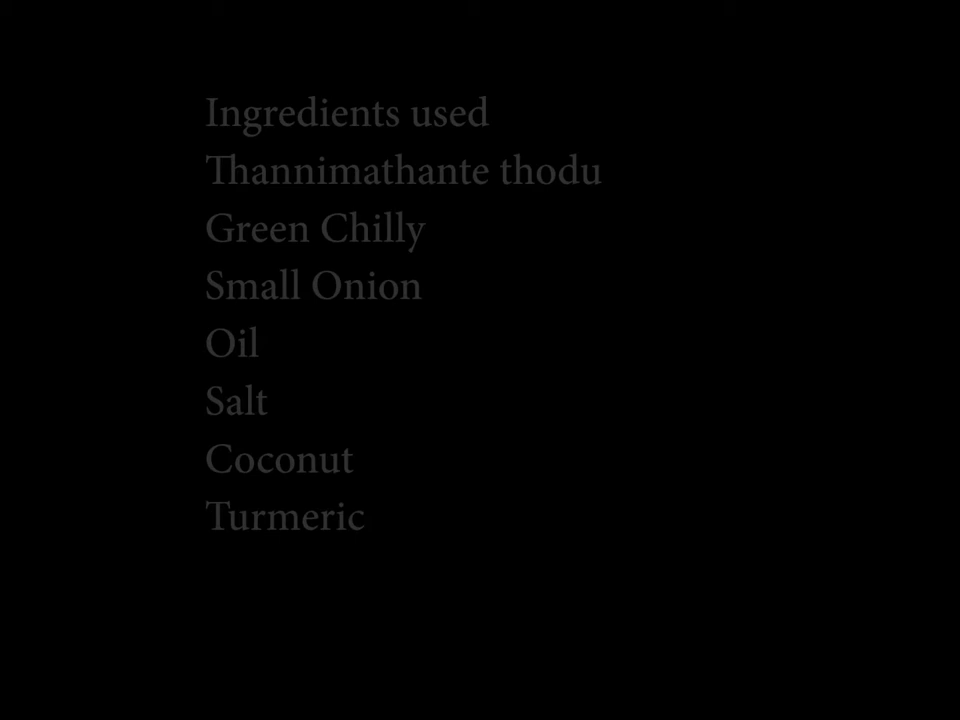 Ingredients used
Thannimathante thodu
Green Chilly
Small Onion
Oil
Salt
Coconut
Turmeric